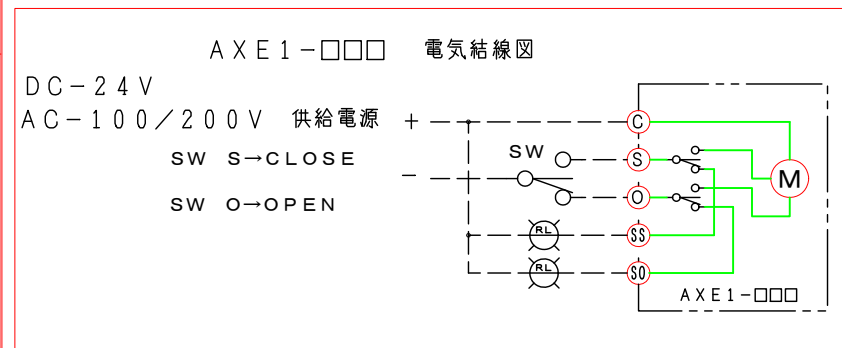 AXE1-□□□ 電気結線図
DC-24V
AC-100/200V 供給電源 +
C
SW S→CLOSE
SW
S
-
M
SW O→OPEN
O
RL
SS
RL
SO
AXE1-□□□